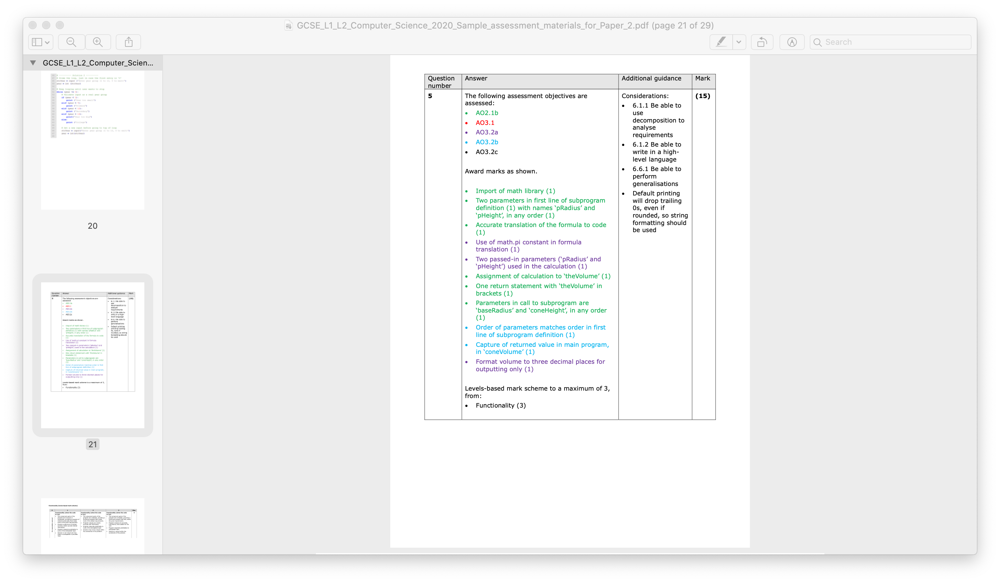 GCSE_L1_L2_Computer_Science_2020_Sample_assessment_materials_for_Paper_2.pdf (page 21 of 29)
Search
GCSE_L1_L2_Computer_Scien...
20
21
Question number
Answer
Additional guidance
Mark
5
The following assessment objectives are
assessed:
• AO2.1b
• AO3.1
• AO3.2a
• AO3.2b
• AO3.2c
Award marks as shown.
• Import of math library (1)
• Two parameters in first line of subprogram
definition (1) with names ‘pRadius’ and
‘pHeight’, in any order (1)
• Accurate translation of the formula to code
(1)
• Use of math.pi constant in formula
translation (1)
• Two passed-in parameters (‘pRadius’ and
‘pHeight’) used in the calculation (1)
• Assignment of calculation to ‘theVolume’ (1)
• One return statement with ‘theVolume’ in
brackets (1)
• Parameters in call to subprogram are
‘baseRadius’ and ‘coneHeight’, in any order
(1)
• Order of parameters matches order in first
line of subprogram definition (1)
• Capture of returned value in main program,
in ‘coneVolume’ (1)
• Format volume to three decimal places for
outputting only (1)
Levels-based mark scheme to a maximum of 3,
from:
• Functionality (3)
Considerations:
• 6.1.1 Be able to
use
decomposition to
analyse
requirements
• 6.1.2 Be able to
write in a high-
level language
• 6.6.1 Be able to
perform
generalisations
• Default printing
will drop trailing
0s, even if
rounded, so string
formatting should
be used
(15)